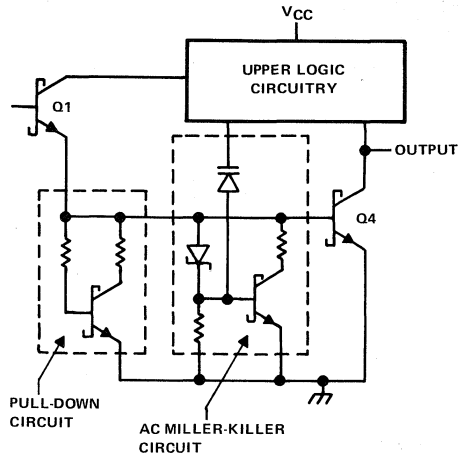 VCC
UPPER LOGIC
CIRCUITRY
Q1
OUTPUT
Q4
PULL-DOWN
CIRCUIT
AC MILLER-KILLER
CIRCUIT